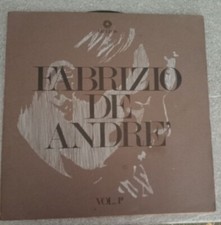 FABRIZIO
DE
ANDRE'
VOL. 1°